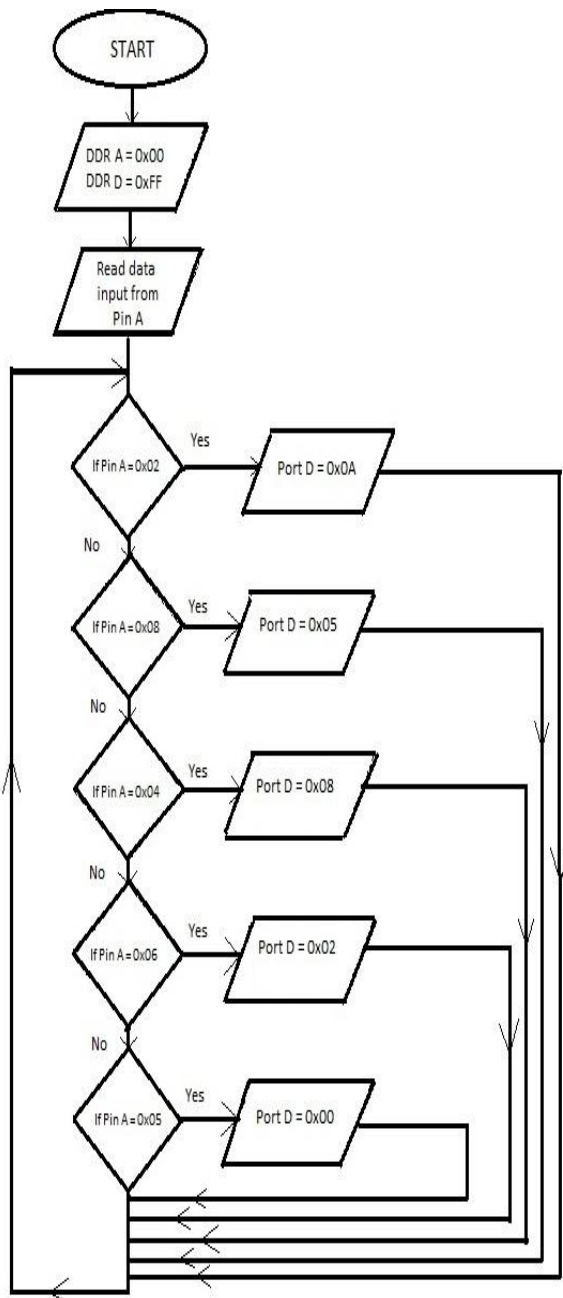 START
DDR A = 0x00
DDR D = 0xFF
Read data
input from
Pin A
If Pin A = 0x02
Yes
Port D = 0x0A
No
If Pin A = 0x08
Yes
Port D = 0x05
No
If Pin A = 0x04
Yes
Port D = 0x08
No
If Pin A = 0x06
Yes
Port D = 0x02
No
If Pin A = 0x05
Yes
Port D = 0x00